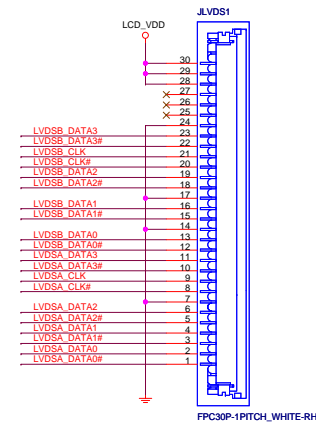 JLVDS1
LCD_VDD
30
29
28
27
26
25
24
LVDSB_DATA3 23
LVDSB_DATA3# 22
LVDSB_CLK 21
LVDSB_CLK# 20
LVDSB_DATA2 19
LVDSB_DATA2# 18
17
LVDSB_DATA1 16
LVDSB_DATA1# 15
14
LVDSB_DATA0 13
LVDSB_DATA0# 12
LVDSA_DATA3 11
LVDSA_DATA3# 10
LVDSA_CLK 9
LVDSA_CLK# 8
7
LVDSA_DATA2 6
LVDSA_DATA2# 5
LVDSA_DATA1 4
LVDSA_DATA1# 3
LVDSA_DATA0 2
LVDSA_DATA0# 1
FPC30P-1PITCH_WHITE-RH